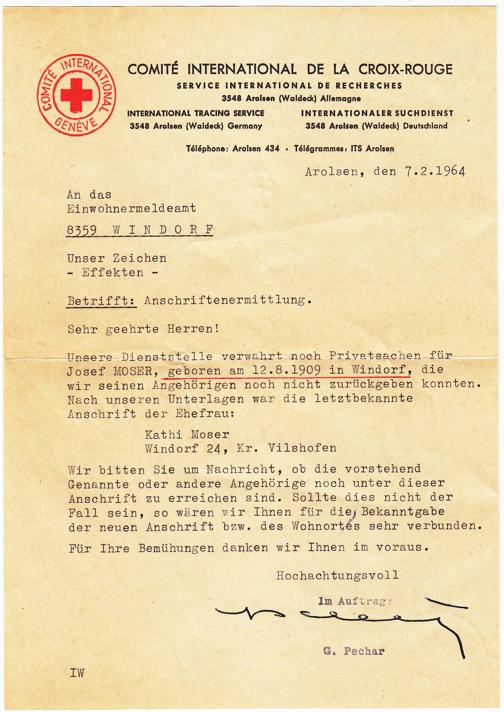 COMITÉ INTERNATIONAL
GENÈVE
COMITÉ INTERNATIONAL DE LA CROIX-ROUGE
SERVICE INTERNATIONAL DE RECHERCHES
3548 Arolsen (Waldeck) Allemagne
INTERNATIONAL TRACING SERVICE INTERNATIONALER SUCHDIENST
3548 Arolsen (Waldeck) Germany 3548 Arolsen (Waldeck) Deutschland
Téléphone: Arolsen 434 · Télégrammes: ITS Arolsen
Arolsen, den 7.2.1964
An das
Einwohnermeldeamt
8359 W I N D O R F
Unser Zeichen
- Effekten -
Betrifft: Anschriftenermittlung.
Sehr geehrte Herren!
Unsere Dienststelle verwahrt noch Privatsachen für
Josef MOSER, geboren am 12.8.1909 in Windorf, die
wir seinen Angehörigen noch nicht zurückgeben konnten.
Nach unseren Unterlagen war die letztbekannte
Anschrift der Ehefrau:
Kathi Moser
Windorf 24, Kr. Vilshofen
Wir bitten Sie um Nachricht, ob die vorstehend
Genannte oder andere Angehörige noch unter dieser
Anschrift zu erreichen sind. Sollte dies nicht der
Fall sein, so wären wir Ihnen für die Bekanntgabe
der neuen Anschrift bzw. des Wohnortes sehr verbunden.
Für Ihre Bemühungen danken wir Ihnen im voraus.
Hochachtungsvoll
Im Auftrag:
G. Pechar
IW